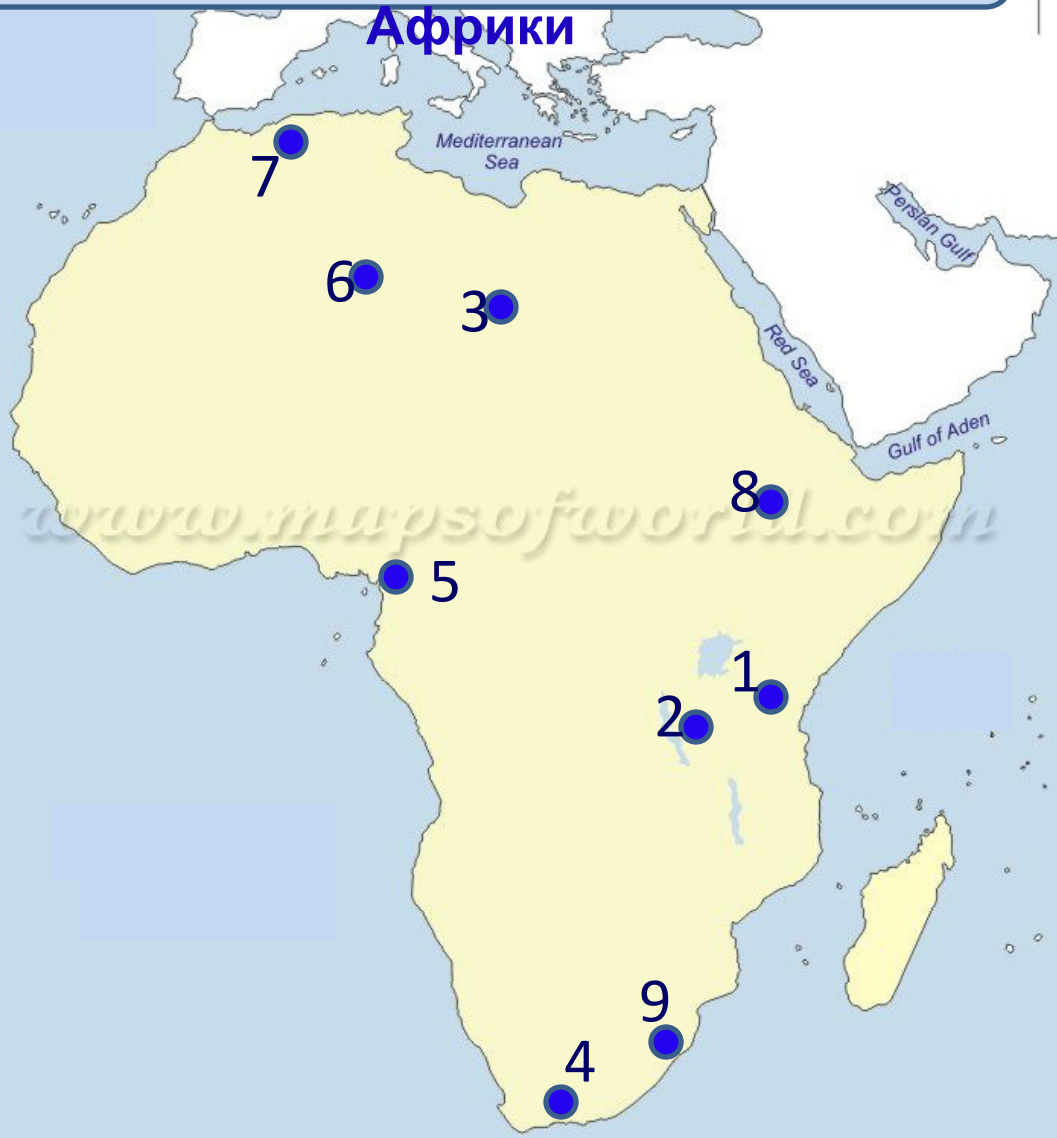 Африки
Mediterranean
Sea
7
Persian Gulf
6
3
Red Sea
Gulf of Aden
8
www.mapsofworld.com
5
1
2
9
4